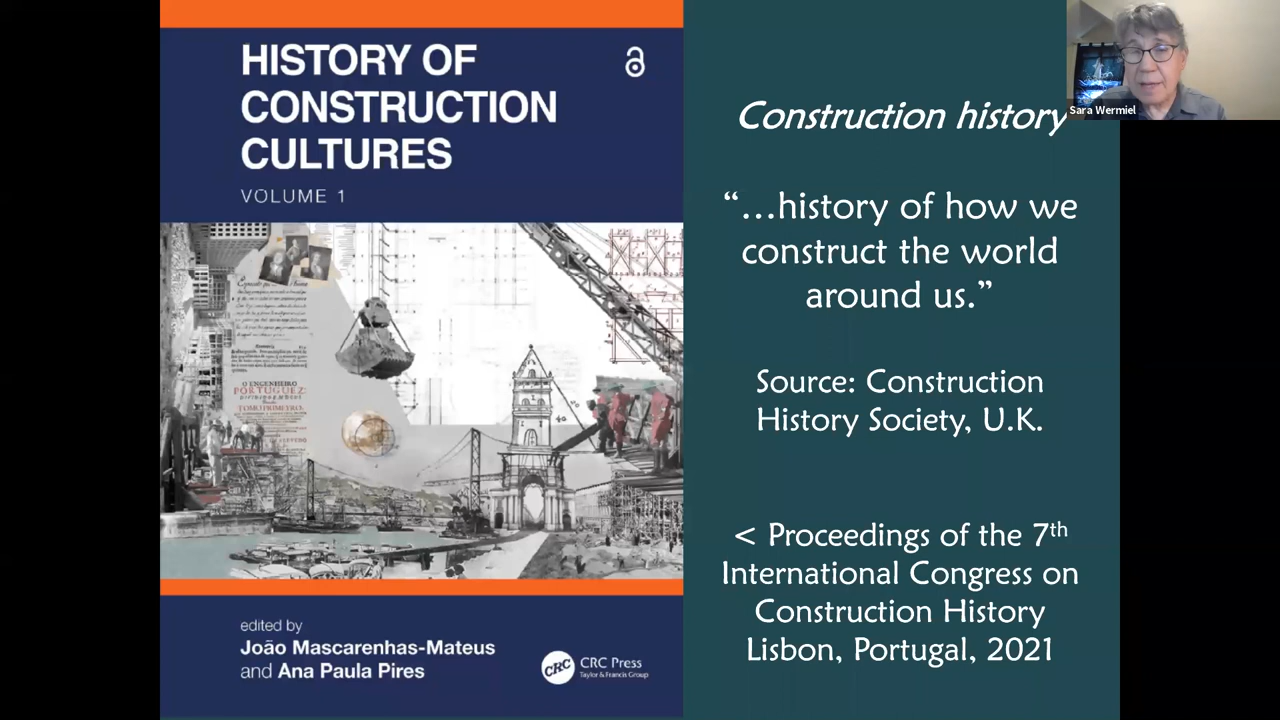 HISTORY OF
CONSTRUCTION
CULTURES
VOLUME 1
O ENGENHEIRO
PORTUGUEZ:
TOMO PRIMEYRO.
edited by
João Mascarenhas-Mateus
and Ana Paula Pires
CRC
CRC Press
Taylor & Francis Group
Construction history
“…history of how we
construct the world
around us.”
Source: Construction
History Society, U.K.
< Proceedings of the 7th
International Congress on
Construction History
Lisbon, Portugal, 2021
Sara Wermiel